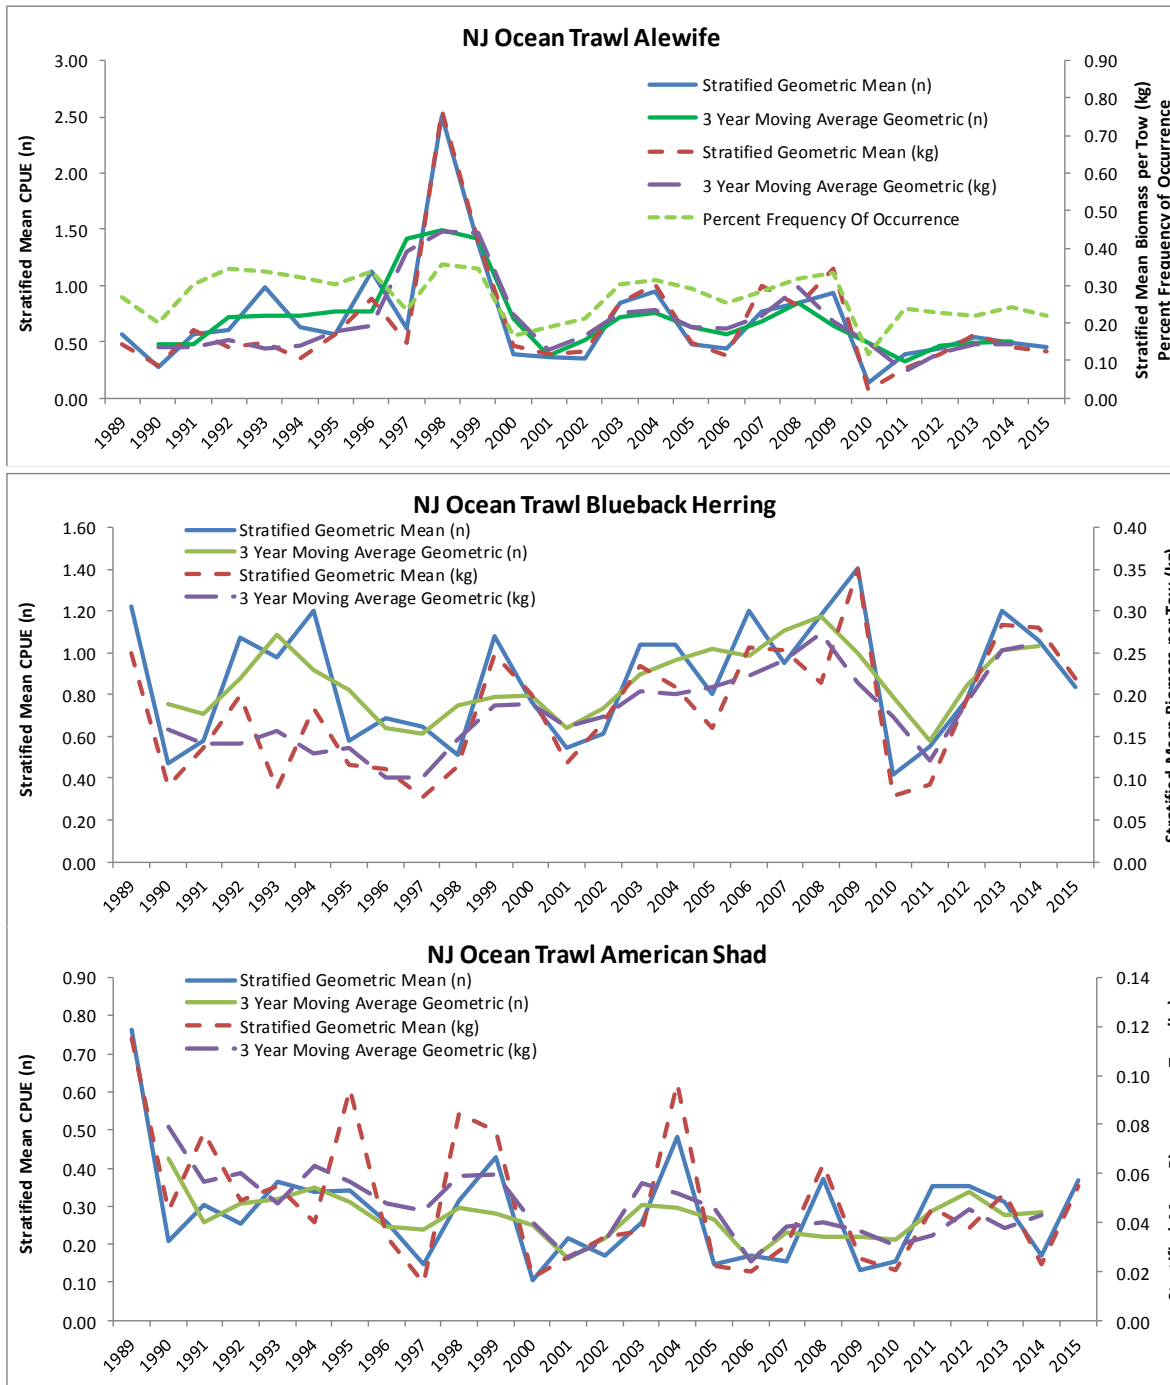 NJ Ocean Trawl Alewife
3.00
2.50
2.00
1.50
1.00
0.50
0.00
Stratified Mean CPUE (n)
Stratified Geometric Mean (n)
3 Year Moving Average Geometric (n)
Stratified Geometric Mean (kg)
3 Year Moving Average Geometric (kg)
Percent Frequency Of Occurrence
0.90
0.80
0.70
0.60
0.50
0.40
0.30
0.20
0.10
0.00
Stratified Mean Biomass per Tow (kg)
Percent Frequency of Occurrence
1989 1990 1991 1992 1993 1994 1995 1996 1997 1998 1999 2000 2001 2002 2003 2004 2005 2006 2007 2008 2009 2010 2011 2012 2013 2014 2015
NJ Ocean Trawl Blueback Herring
1.60
1.40
1.20
1.00
0.80
0.60
0.40
0.20
0.00
Stratified Mean CPUE (n)
Stratified Geometric Mean (n)
3 Year Moving Average Geometric (n)
Stratified Geometric Mean (kg)
3 Year Moving Average Geometric (kg)
0.40
0.35
0.30
0.25
0.20
0.15
0.10
0.05
0.00
Stratified Mean Biomass per Tow (kg)
1989 1990 1991 1992 1993 1994 1995 1996 1997 1998 1999 2000 2001 2002 2003 2004 2005 2006 2007 2008 2009 2010 2011 2012 2013 2014 2015
NJ Ocean Trawl American Shad
0.90
0.80
0.70
0.60
0.50
0.40
0.30
0.20
0.10
0.00
Stratified Mean CPUE (n)
Stratified Geometric Mean (n)
3 Year Moving Average Geometric (n)
Stratified Geometric Mean (kg)
3 Year Moving Average Geometric (kg)
0.14
0.12
0.10
0.08
0.06
0.04
0.02
0.00
1989 1990 1991 1992 1993 1994 1995 1996 1997 1998 1999 2000 2001 2002 2003 2004 2005 2006 2007 2008 2009 2010 2011 2012 2013 2014 2015